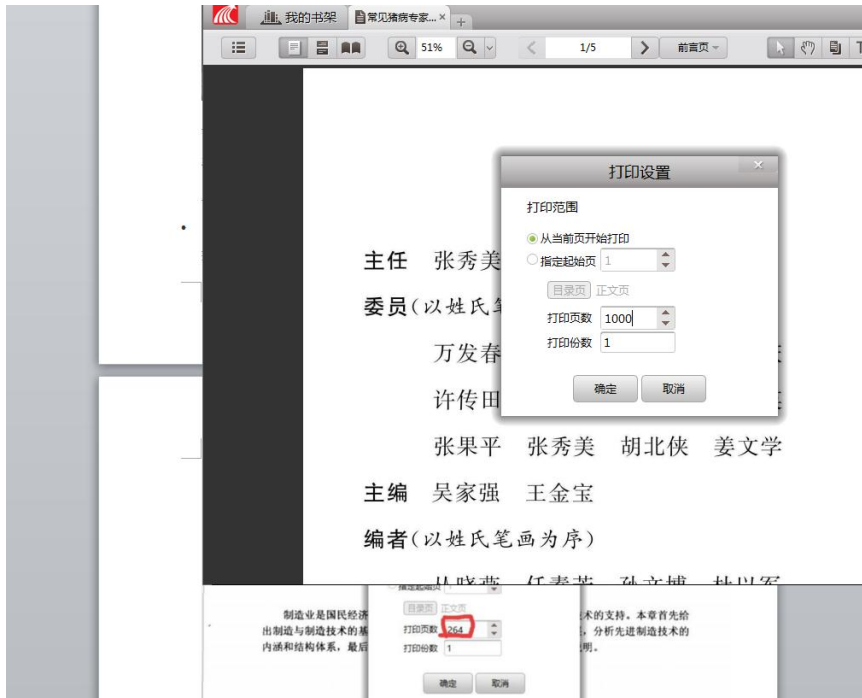 我的书架 常见猪病专家...× +
51% 1/5 前言页
打印设置
打印范围
从当前页开始打印
指定起始页 1
目录页 正文页
打印页数 1000
打印份数 1
确定 取消
主任 张秀美
委员(以姓氏笔
万发春
许传田
张果平 张秀美 胡北侠 姜文学
主编 吴家强 王金宝
编者(以姓氏笔画为序)
指定起始页
目录页 正文页
打印页数 264
打印份数 1
确定 取消
制造业是国民经济 术的支持。本章首先给
出制造与制造技术的基 ,分析先进制造技术的
内涵和结构体系,最后 明。